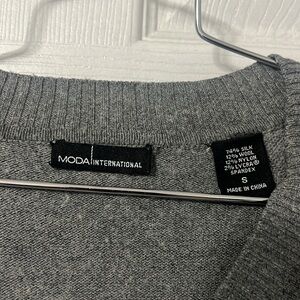 MODA INTERNATIONAL
74% SILK
12% WOOL
12% NYLON
2% LYCRA®
SPANDEX
S
MADE IN CHINA